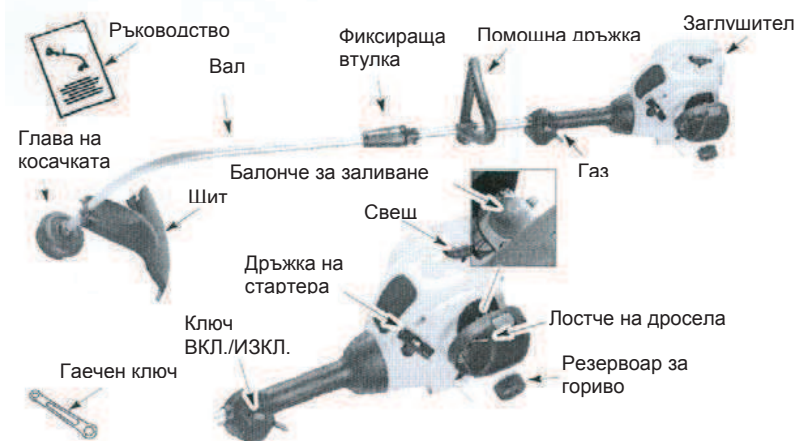 Ръководство
Вал
Фиксираща
втулка
Помощна дръжка
Заглушител
Глава на
косачката
Щит
Балонче за заливане
Газ
Свещ
Дръжка на
стартера
Ключ
ВКЛ./ИЗКЛ.
Лостче на дросела
Резервоар за
гориво
Гаечен ключ